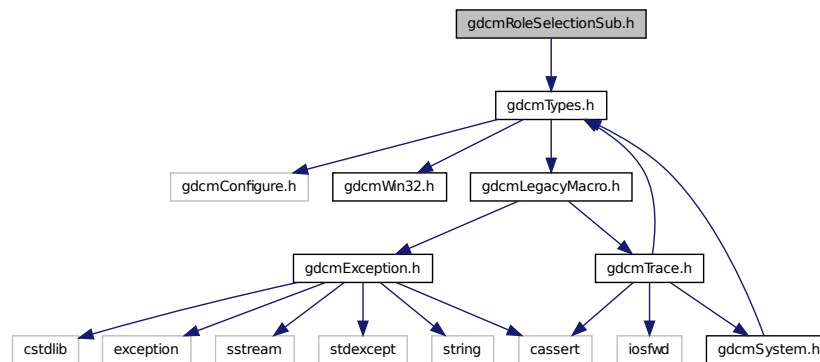 gdcmRoleSelectionSub.h
gdcmTypes.h
gdcmConfigure.h
gdcmWin32.h
gdcmLegacyMacro.h
gdcmException.h
gdcmTrace.h
cstdlib
exception
sstream
stdexcept
string
cassert
iosfwd
gdcmSystem.h